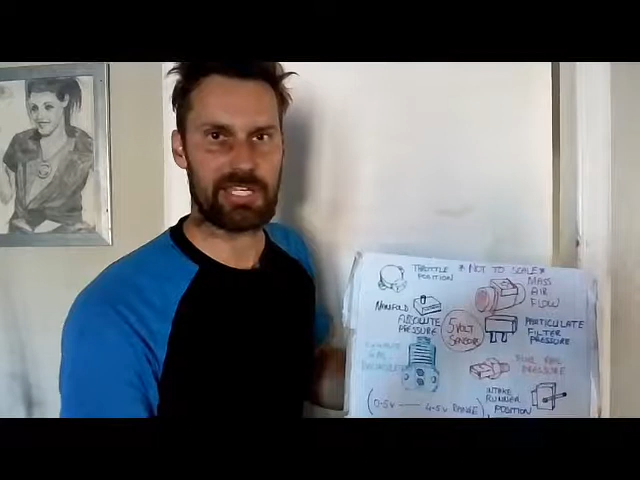 THROTTLE
POSITION
*NOT TO SCALE*
MASS
AIR
FLOW
MANIFOLD
ABSOLUTE
PRESSURE
5 VOLT
SENSOR
PARTICULATE
FILTER
PRESSURE
FUEL RAIL
PRESSURE
INTAKE
RUNNER
POSITION
(0.5v — 4.5v RANGE)